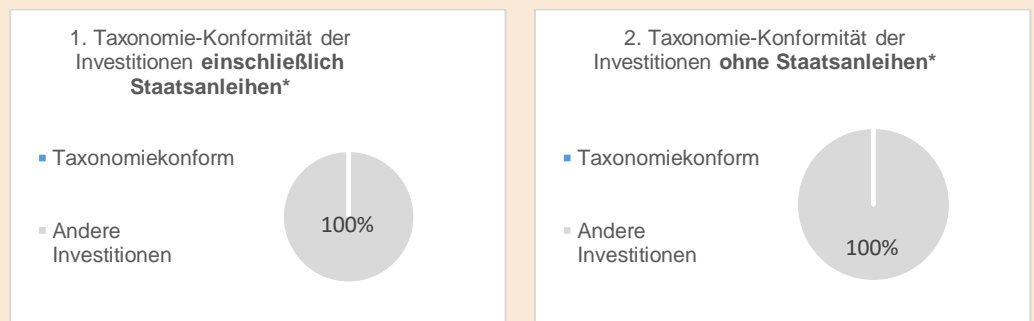 1. Taxonomie-Konformität der
Investitionen einschließlich
Staatsanleihen*
Taxonomiekonform
Andere
Investitionen
100%
2. Taxonomie-Konformität der
Investitionen ohne Staatsanleihen*
Taxonomiekonform
Andere
Investitionen
100%